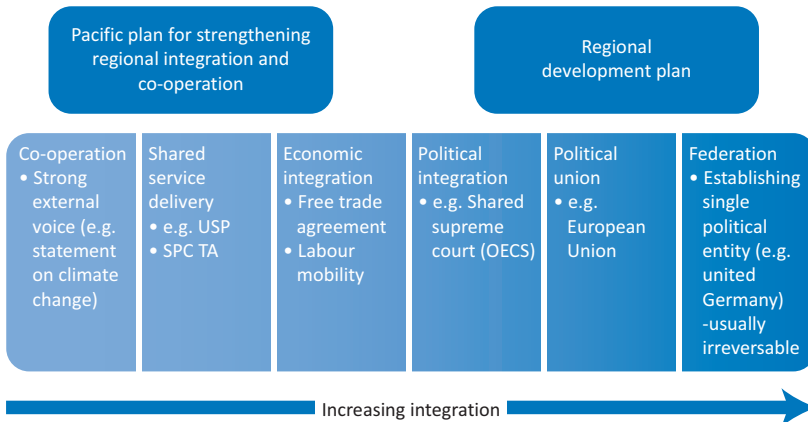 Pacific plan for strengthening
regional integration and
co-operation
Regional
development plan
Co-operation
• Strong
external
voice (e.g.
statement
on climate
change)
Shared
service
delivery
• e.g. USP
• SPC TA
Economic
integration
• Free trade
agreement
• Labour
mobility
Political
integration
• e.g. Shared
supreme
court (OECS)
Political
union
• e.g.
European
Union
Federation
• Establishing
single
political
entity (e.g.
united
Germany)
-usually
irreversable
Increasing integration